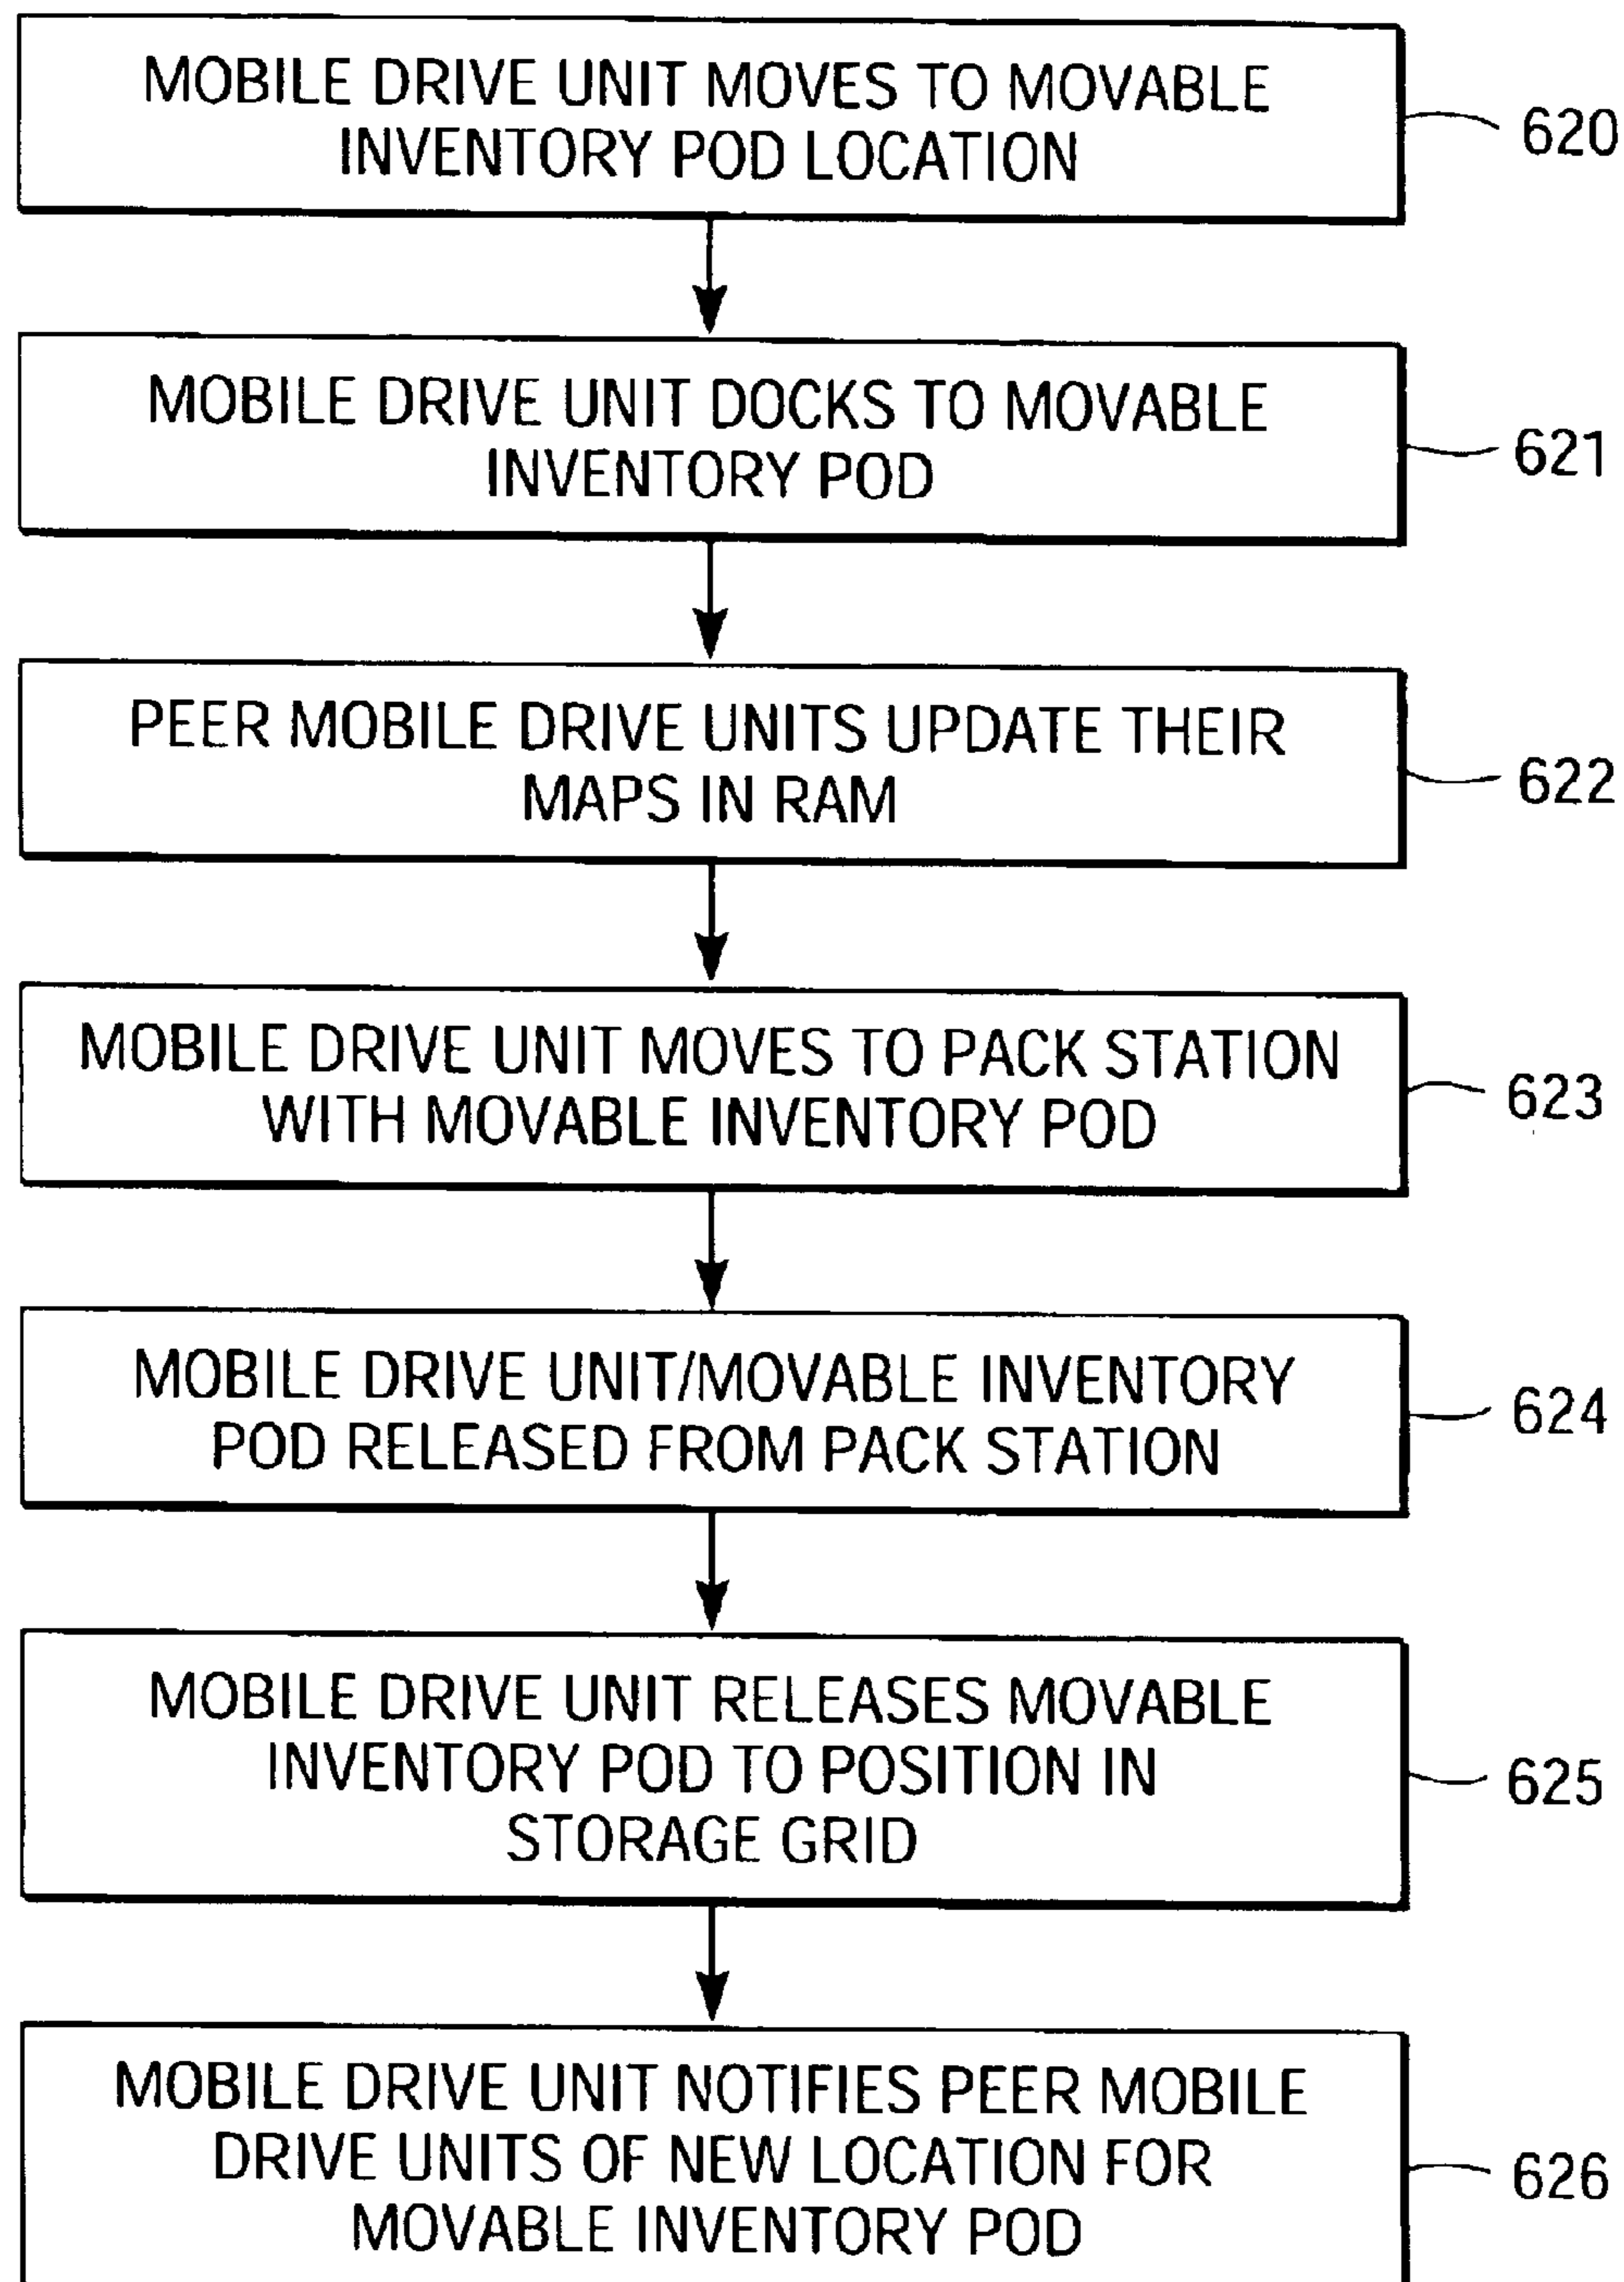 MOBILE DRIVE UNIT MOVES TO MOVABLE
INVENTORY POD LOCATION
620
MOBILE DRIVE UNIT DOCKS TO MOVABLE
INVENTORY POD
621
PEER MOBILE DRIVE UNITS UPDATE THEIR
MAPS IN RAM
622
MOBILE DRIVE UNIT MOVES TO PACK STATION
WITH MOVABLE INVENTORY POD
623
MOBILE DRIVE UNIT/MOVABLE INVENTORY
POD RELEASED FROM PACK STATION
624
MOBILE DRIVE UNIT RELEASES MOVABLE
INVENTORY POD TO POSITION IN
STORAGE GRID
625
MOBILE DRIVE UNIT NOTIFIES PEER MOBILE
DRIVE UNITS OF NEW LOCATION FOR
MOVABLE INVENTORY POD
626